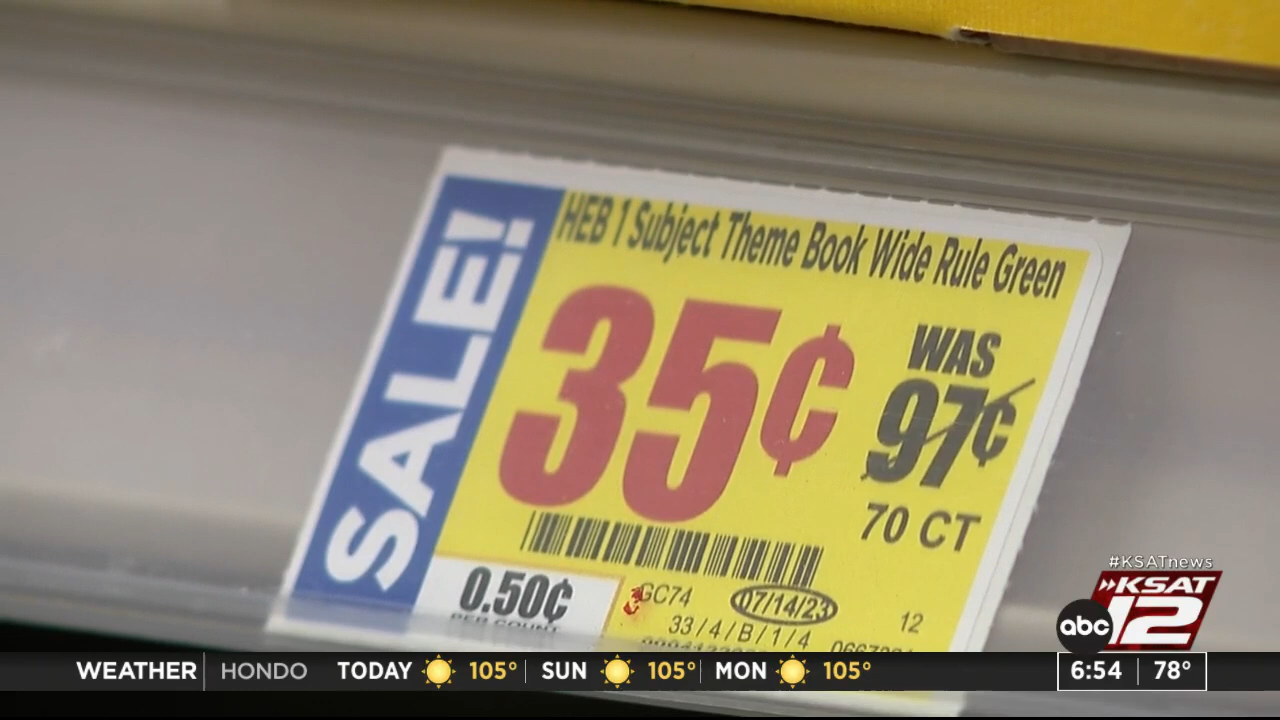 SALE!
HEB 1 Subject Theme Book Wide Rule Green
35¢
WAS
97¢
70 CT
0.50¢
PER COUNT
GC74
07/14/23
12
33/4/B/1/4
#KSATnews
KSAT
abc 12
WEATHER HONDO TODAY 105° SUN 105° MON 105° 6:54 78°